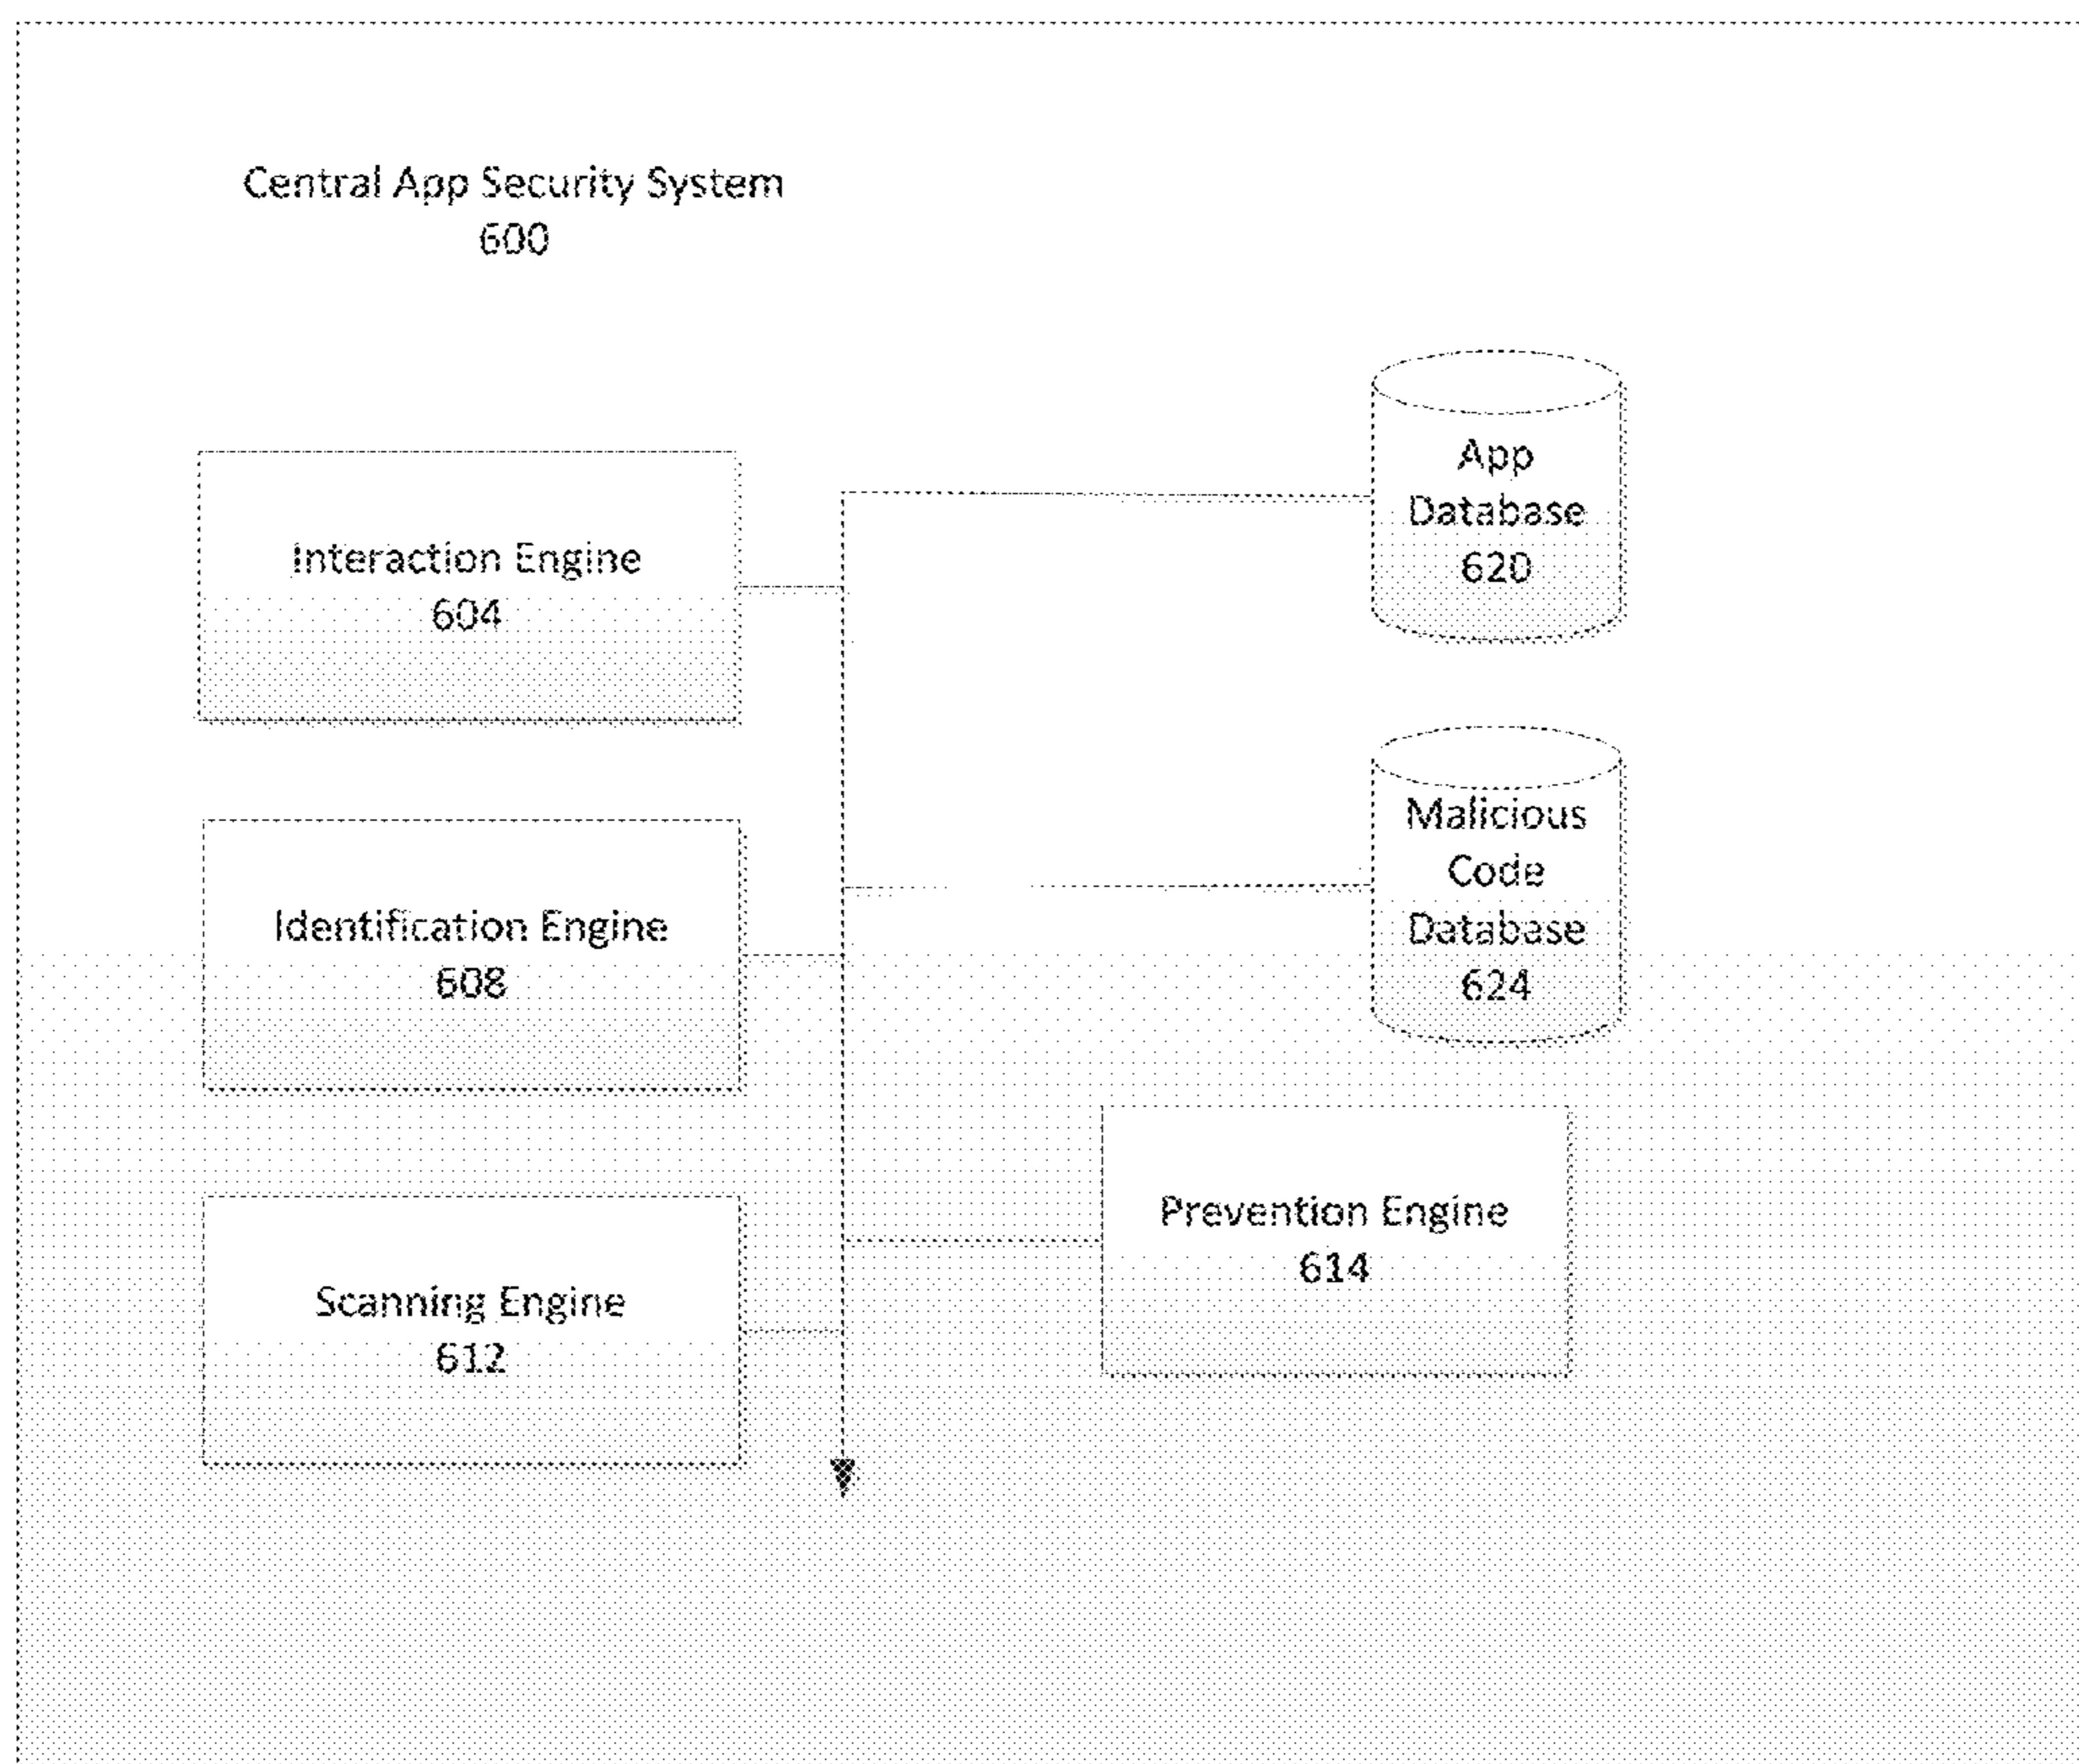 Central App Security System
600
Interaction Engine
604
App
Database
620
Malicious
Code
Database
624
Identification Engine
608
Prevention Engine
614
Scanning Engine
612